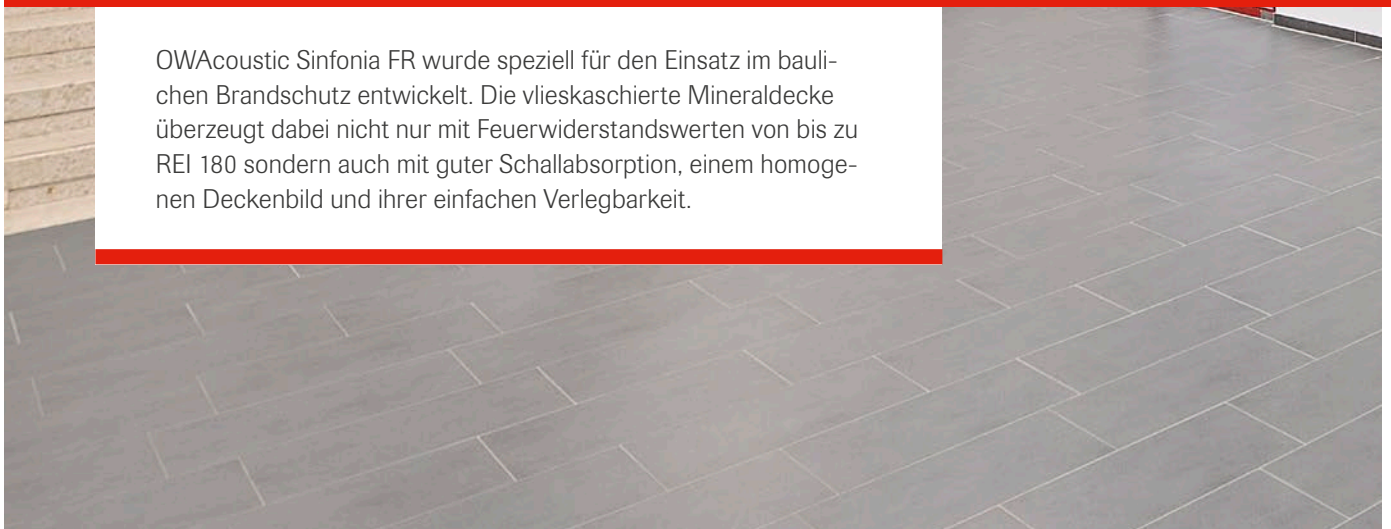 OWAcoustic Sinfonia FR wurde speziell für den Einsatz im bauli-
chen Brandschutz entwickelt. Die vlieskaschierte Mineraldecke
überzeugt dabei nicht nur mit Feuerwiderstandswerten von bis zu
REI 180 sondern auch mit guter Schallabsorption, einem homoge-
nen Deckenbild und ihrer einfachen Verlegbarkeit.